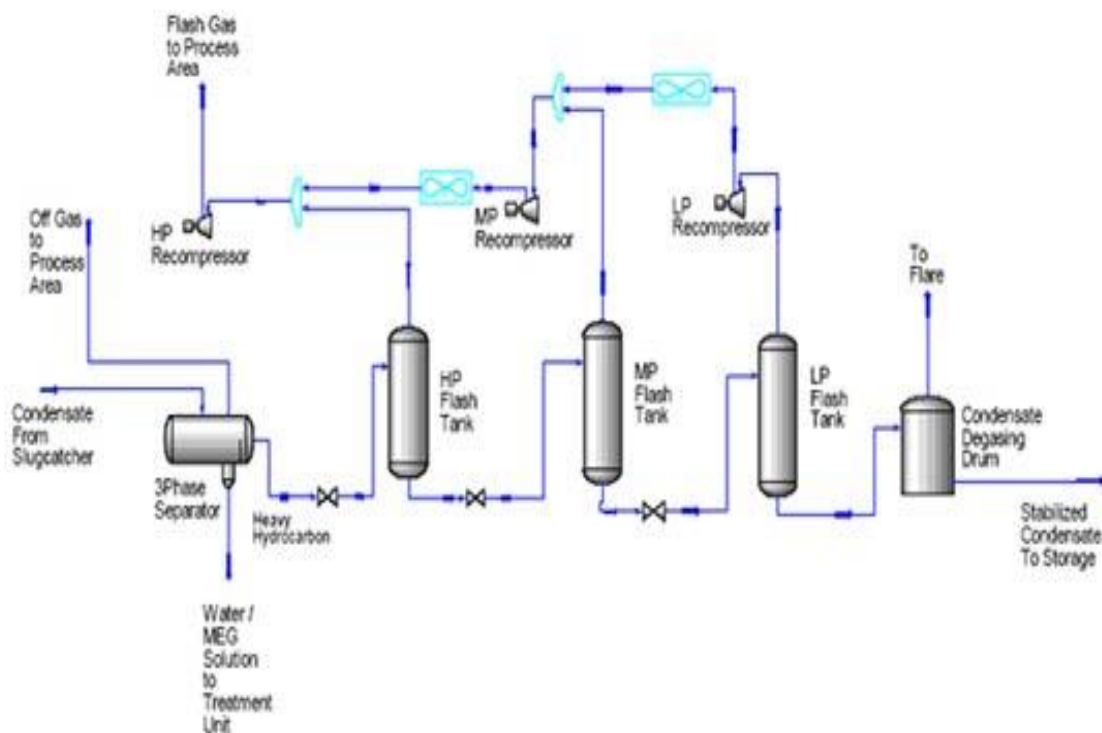 Flash Gas
to Process
Area
Off Gas
to
Process
Area
HP
Recompressor
MP
Recompressor
LP
Recompressor
To
Flare
Condensate
From
Slugcatcher
3Phase
Separator
Heavy
Hydrocarbon
HP
Flash
Tank
MP
Flash
Tank
LP
Flash
Tank
Condensate
Degasing
Drum
Stabilized
Condensate
To Storage
Water /
MEG
Solution
to
Treatment
Unit